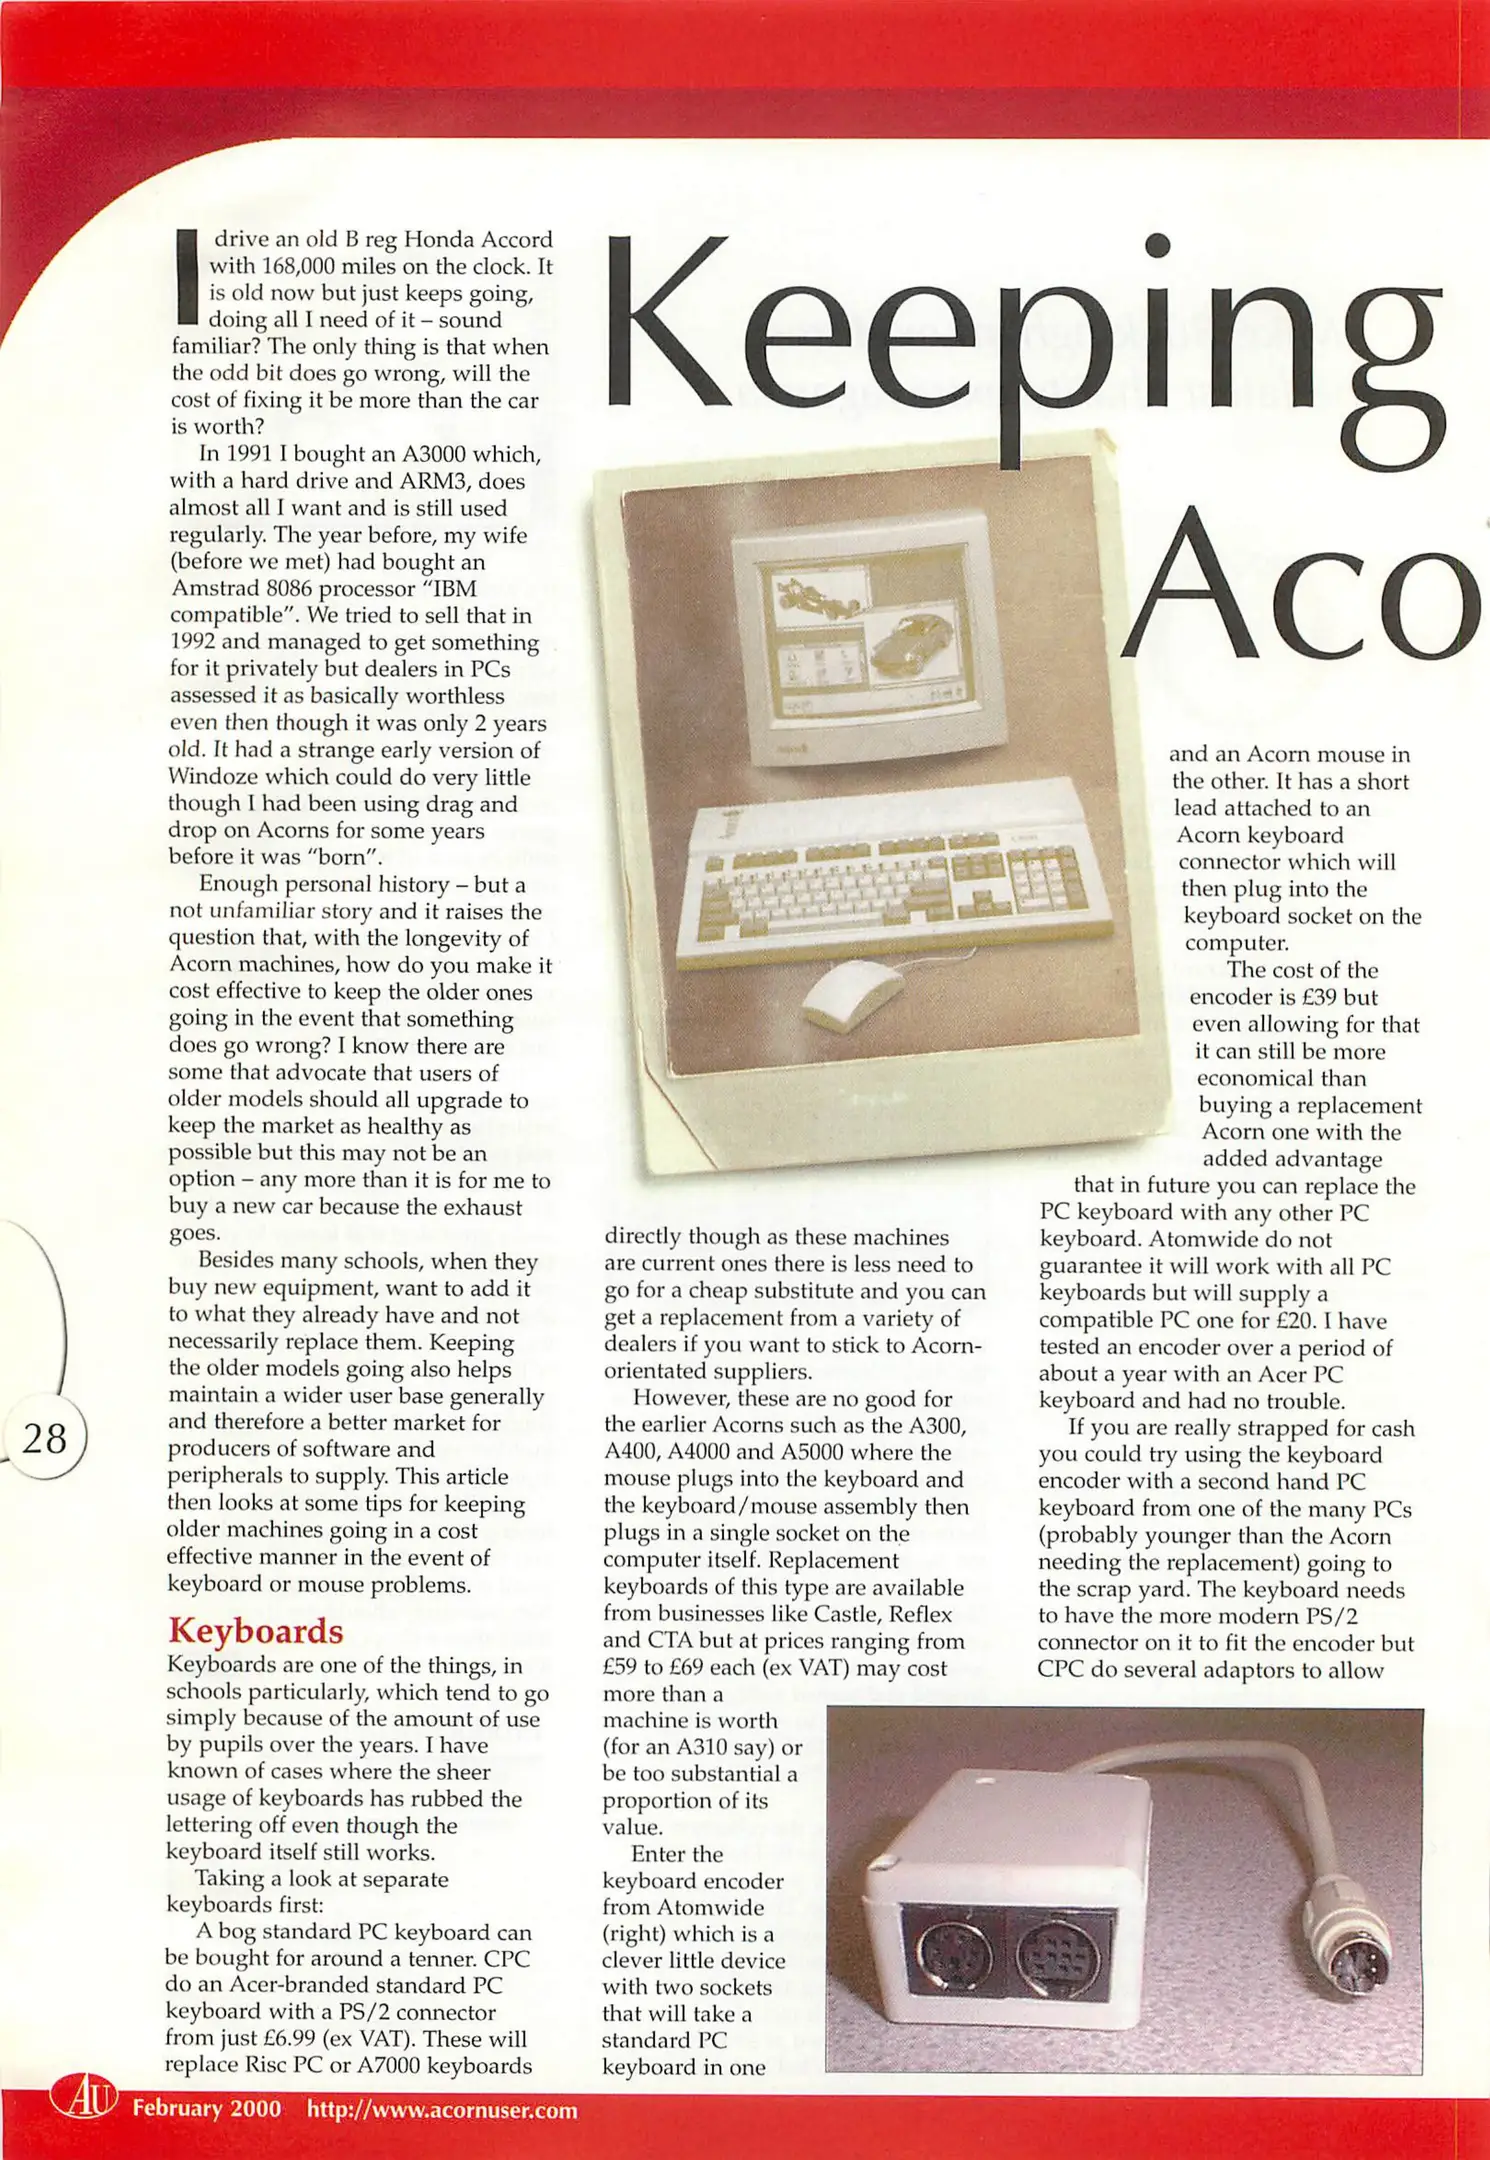 Keeping
Aco
I drive an old B reg Honda Accord
with 168,000 miles on the clock. It
is old now but just keeps going,
doing all I need of it – sound
familiar? The only thing is that when
the odd bit does go wrong, will the
cost of fixing it be more than the car
is worth?
In 1991 I bought an A3000 which,
with a hard drive and ARM3, does
almost all I want and is still used
regularly. The year before, my wife
(before we met) had bought an
Amstrad 8086 processor "IBM
compatible". We tried to sell that in
1992 and managed to get something
for it privately but dealers in PCs
assessed it as basically worthless
even then though it was only 2 years
old. It had a strange early version of
Windoze which could do very little
though I had been using drag and
drop on Acorns for some years
before it was "born".
Enough personal history – but a
not unfamiliar story and it raises the
question that, with the longevity of
Acorn machines, how do you make it
cost effective to keep the older ones
going in the event that something
does go wrong? I know there are
some that advocate that users of
older models should all upgrade to
keep the market as healthy as
possible but this may not be an
option – any more than it is for me to
buy a new car because the exhaust
goes.
Besides many schools, when they
buy new equipment, want to add it
to what they already have and not
necessarily replace them. Keeping
the older models going also helps
maintain a wider user base generally
and therefore a better market for
producers of software and
peripherals to supply. This article
then looks at some tips for keeping
older machines going in a cost
effective manner in the event of
keyboard or mouse problems.
Keyboards
Keyboards are one of the things, in
schools particularly, which tend to go
simply because of the amount of use
by pupils over the years. I have
known of cases where the sheer
usage of keyboards has rubbed the
lettering off even though the
keyboard itself still works.
Taking a look at separate
keyboards first:
A bog standard PC keyboard can
be bought for around a tenner. CPC
do an Acer-branded standard PC
keyboard with a PS/2 connector
from just £6.99 (ex VAT). These will
replace Risc PC or A7000 keyboards
directly though as these machines
are current ones there is less need to
go for a cheap substitute and you can
get a replacement from a variety of
dealers if you want to stick to Acorn-
orientated suppliers.
However, these are no good for
the earlier Acorns such as the A300,
A400, A4000 and A5000 where the
mouse plugs into the keyboard and
the keyboard/mouse assembly then
plugs in a single socket on the
computer itself. Replacement
keyboards of this type are available
from businesses like Castle, Reflex
and CTA but at prices ranging from
£59 to £69 each (ex VAT) may cost
more than a
machine is worth
(for an A310 say) or
be too substantial a
proportion of its
value.
Enter the
keyboard encoder
from Atomwide
(right) which is a
clever little device
with two sockets
that will take a
standard PC
keyboard in one
and an Acorn mouse in
the other. It has a short
lead attached to an
Acorn keyboard
connector which will
then plug into the
keyboard socket on the
computer.
The cost of the
encoder is £39 but
even allowing for that
it can still be more
economical than
buying a replacement
Acorn one with the
added advantage
that in future you can replace the
PC keyboard with any other PC
keyboard. Atomwide do not
guarantee it will work with all PC
keyboards but will supply a
compatible PC one for £20. I have
tested an encoder over a period of
about a year with an Acer PC
keyboard and had no trouble.
If you are really strapped for cash
you could try using the keyboard
encoder with a second hand PC
keyboard from one of the many PCs
(probably younger than the Acorn
needing the replacement) going to
the scrap yard. The keyboard needs
to have the more modern PS/2
connector on it to fit the encoder but
CPC do several adaptors to allow
28
AU February 2000 http://www.acornuser.com